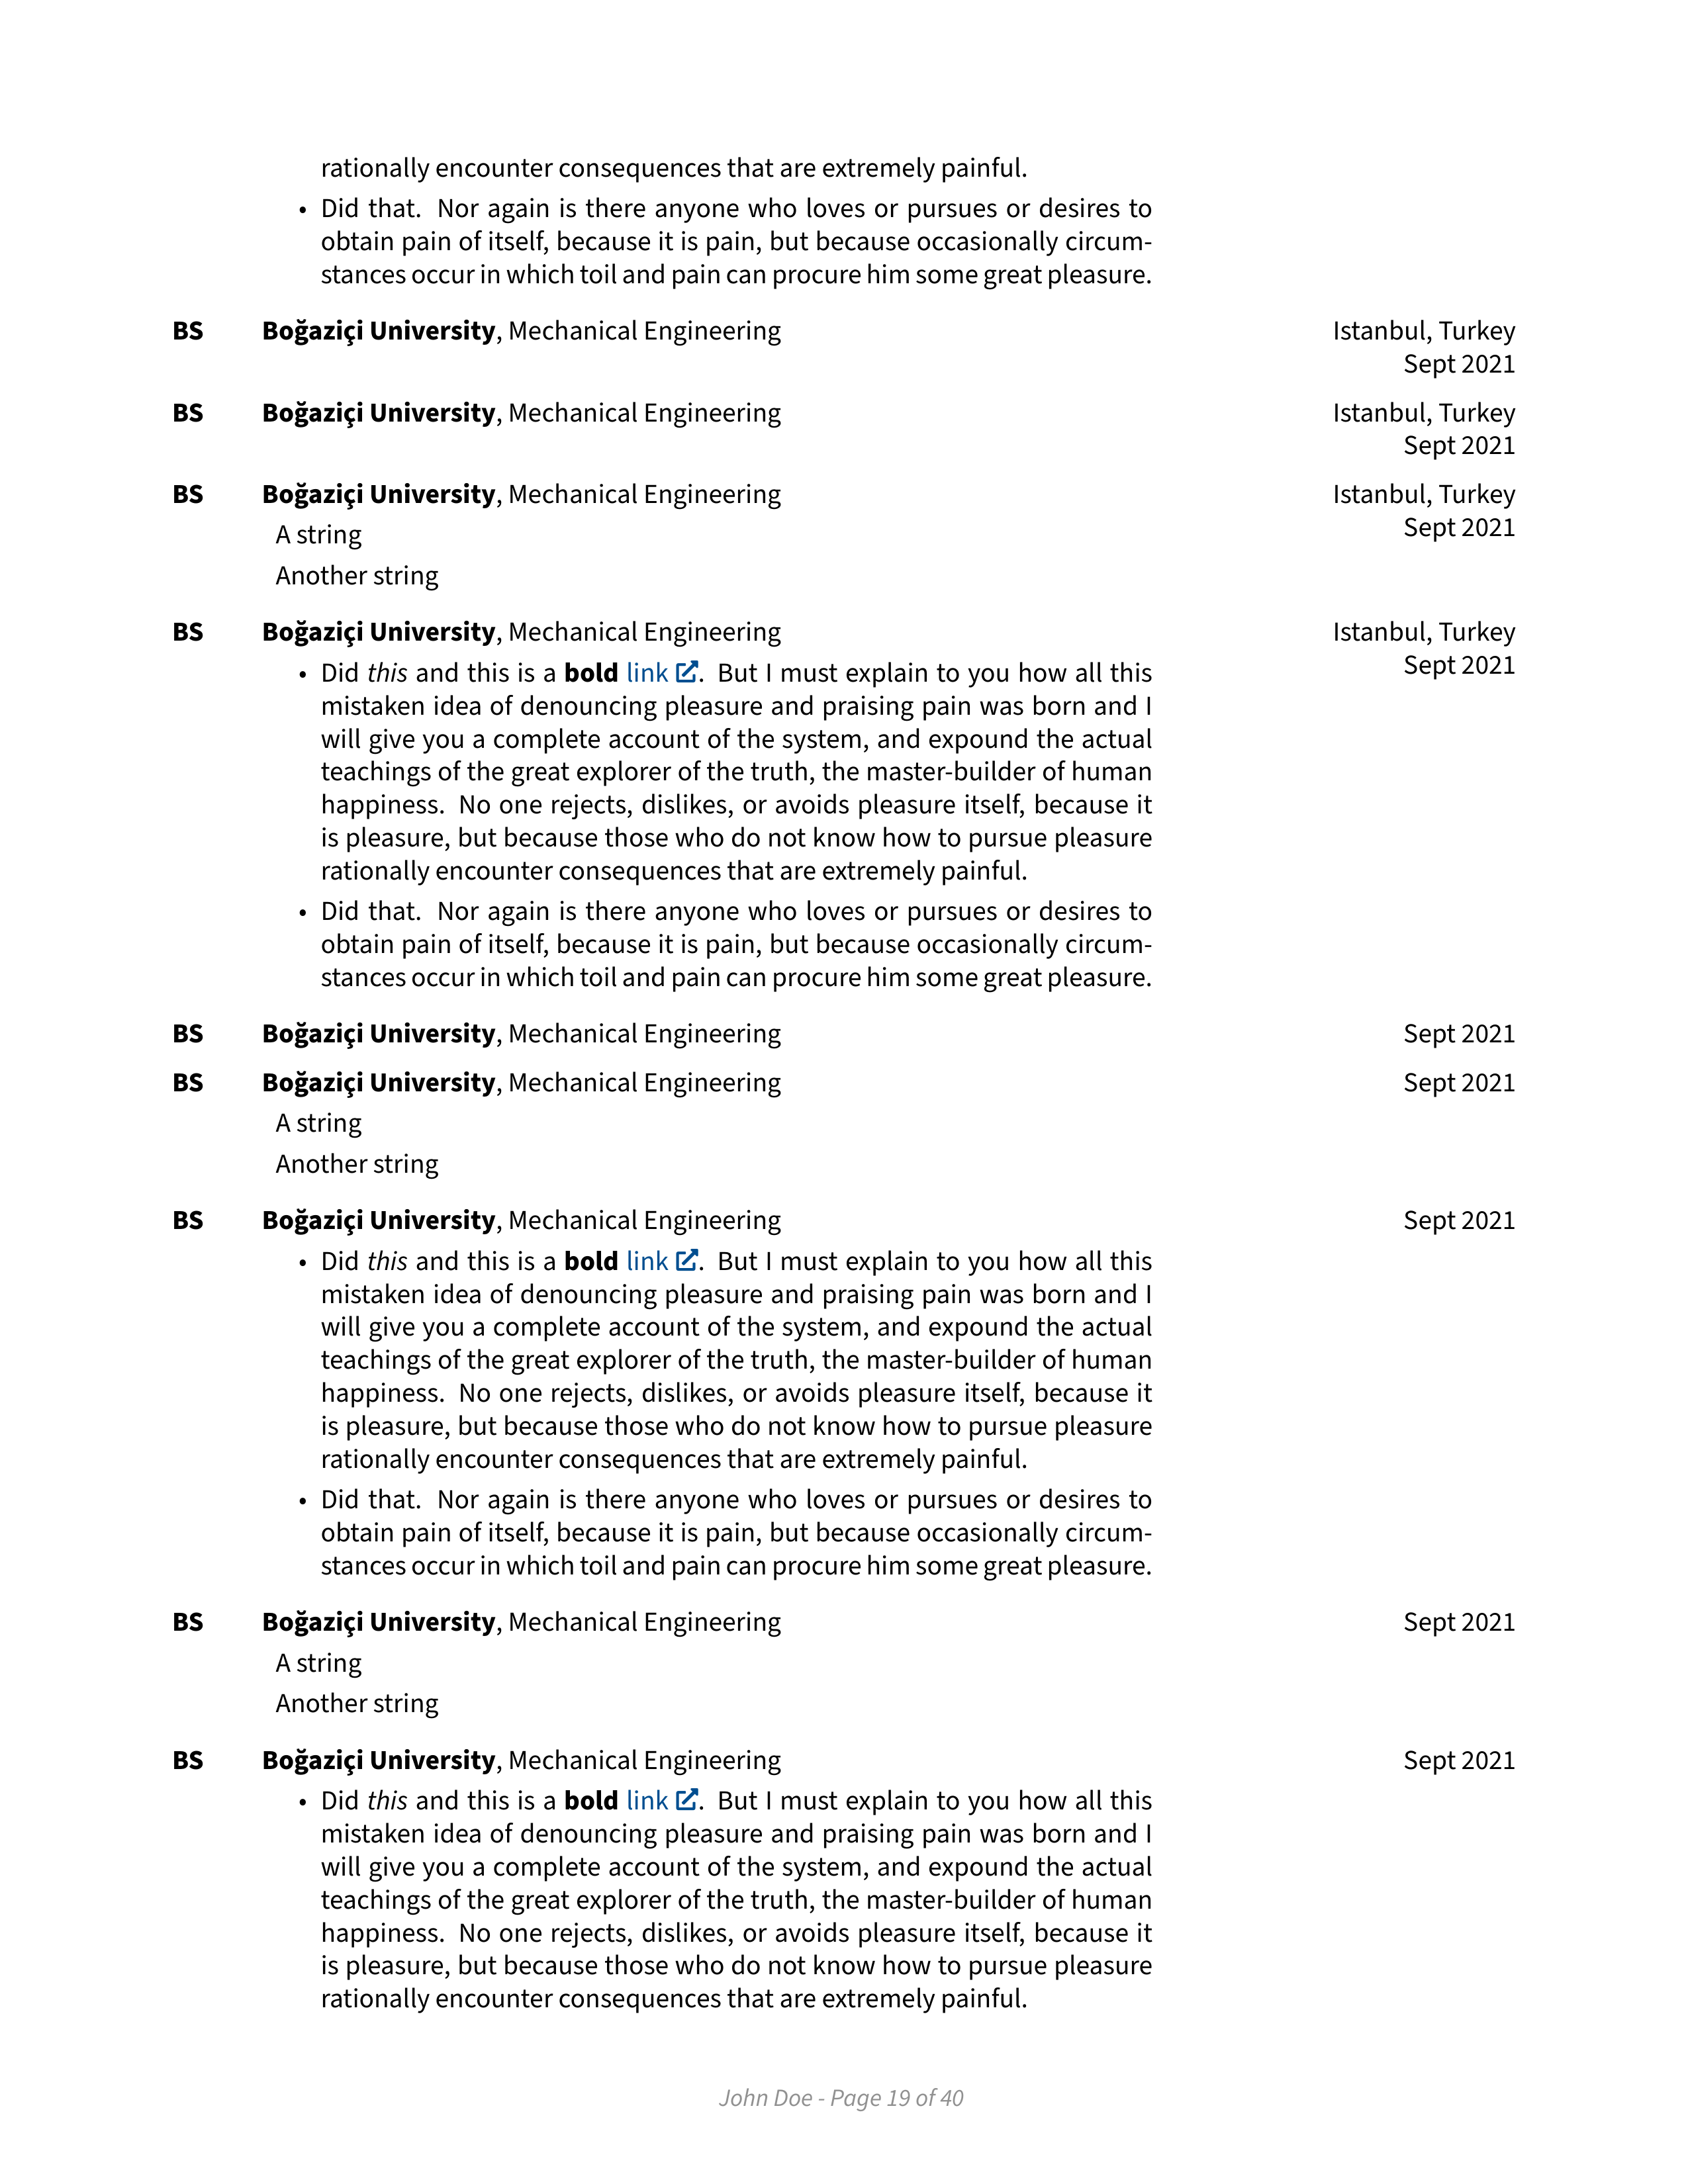 rationally encounter consequences that are extremely painful.
• Did that. Nor again is there anyone who loves or pursues or desires to
obtain pain of itself, because it is pain, but because occasionally circum-
stances occur in which toil and pain can procure him some great pleasure.
BS Boğaziçi University, Mechanical Engineering Istanbul, Turkey
Sept 2021
BS Boğaziçi University, Mechanical Engineering Istanbul, Turkey
Sept 2021
BS Boğaziçi University, Mechanical Engineering Istanbul, Turkey
Sept 2021
A string
Another string
BS Boğaziçi University, Mechanical Engineering Istanbul, Turkey
Sept 2021
• Did this and this is a bold link. But I must explain to you how all this
mistaken idea of denouncing pleasure and praising pain was born and I
will give you a complete account of the system, and expound the actual
teachings of the great explorer of the truth, the master-builder of human
happiness. No one rejects, dislikes, or avoids pleasure itself, because it
is pleasure, but because those who do not know how to pursue pleasure
rationally encounter consequences that are extremely painful.
• Did that. Nor again is there anyone who loves or pursues or desires to
obtain pain of itself, because it is pain, but because occasionally circum-
stances occur in which toil and pain can procure him some great pleasure.
BS Boğaziçi University, Mechanical Engineering Sept 2021
BS Boğaziçi University, Mechanical Engineering Sept 2021
A string
Another string
BS Boğaziçi University, Mechanical Engineering Sept 2021
• Did this and this is a bold link. But I must explain to you how all this
mistaken idea of denouncing pleasure and praising pain was born and I
will give you a complete account of the system, and expound the actual
teachings of the great explorer of the truth, the master-builder of human
happiness. No one rejects, dislikes, or avoids pleasure itself, because it
is pleasure, but because those who do not know how to pursue pleasure
rationally encounter consequences that are extremely painful.
• Did that. Nor again is there anyone who loves or pursues or desires to
obtain pain of itself, because it is pain, but because occasionally circum-
stances occur in which toil and pain can procure him some great pleasure.
BS Boğaziçi University, Mechanical Engineering Sept 2021
A string
Another string
BS Boğaziçi University, Mechanical Engineering Sept 2021
• Did this and this is a bold link. But I must explain to you how all this
mistaken idea of denouncing pleasure and praising pain was born and I
will give you a complete account of the system, and expound the actual
teachings of the great explorer of the truth, the master-builder of human
happiness. No one rejects, dislikes, or avoids pleasure itself, because it
is pleasure, but because those who do not know how to pursue pleasure
rationally encounter consequences that are extremely painful.
John Doe - Page 19 of 40